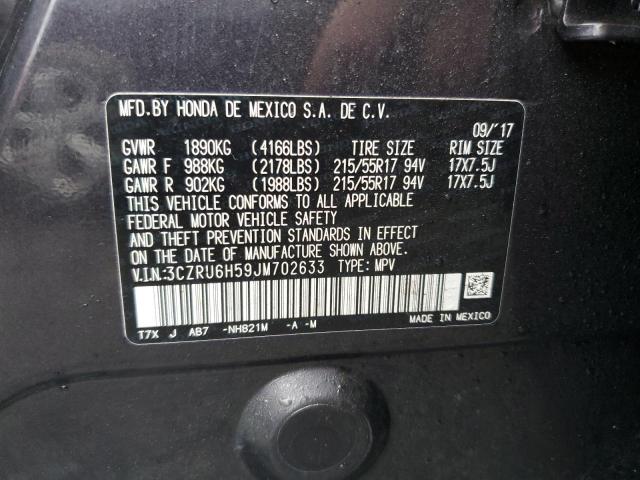 MFD.BY HONDA DE MEXICO S.A. DE C.V.
09/'17
GVWR 1890KG (4166LBS) TIRE SIZE RIM SIZE
GAWR F 988KG (2178LBS) 215/55R17 94V 17X7.5J
GAWR R 902KG (1988LBS) 215/55R17 94V 17X7.5J
THIS VEHICLE CONFORMS TO ALL APPLICABLE
FEDERAL MOTOR VEHICLE SAFETY
AND THEFT PREVENTION STANDARDS IN EFFECT
ON THE DATE OF MANUFACTURE SHOWN ABOVE.
V.I.N:3CZRU6H59JM702633 TYPE: MPV
T7X J AB7 -NH821M -A -M MADE IN MEXICO